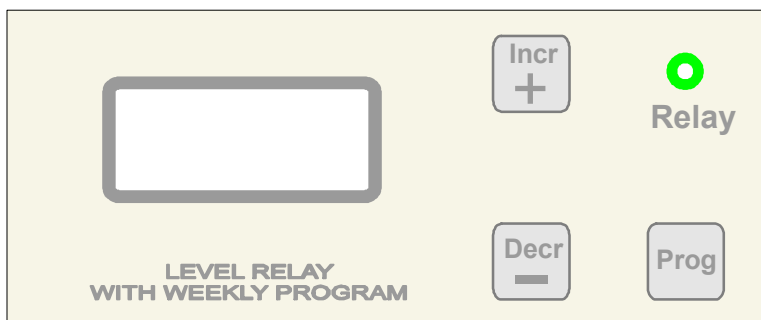 Incr
+
Relay
Decr
-
Prog
LEVEL RELAY
WITH WEEKLY PROGRAM